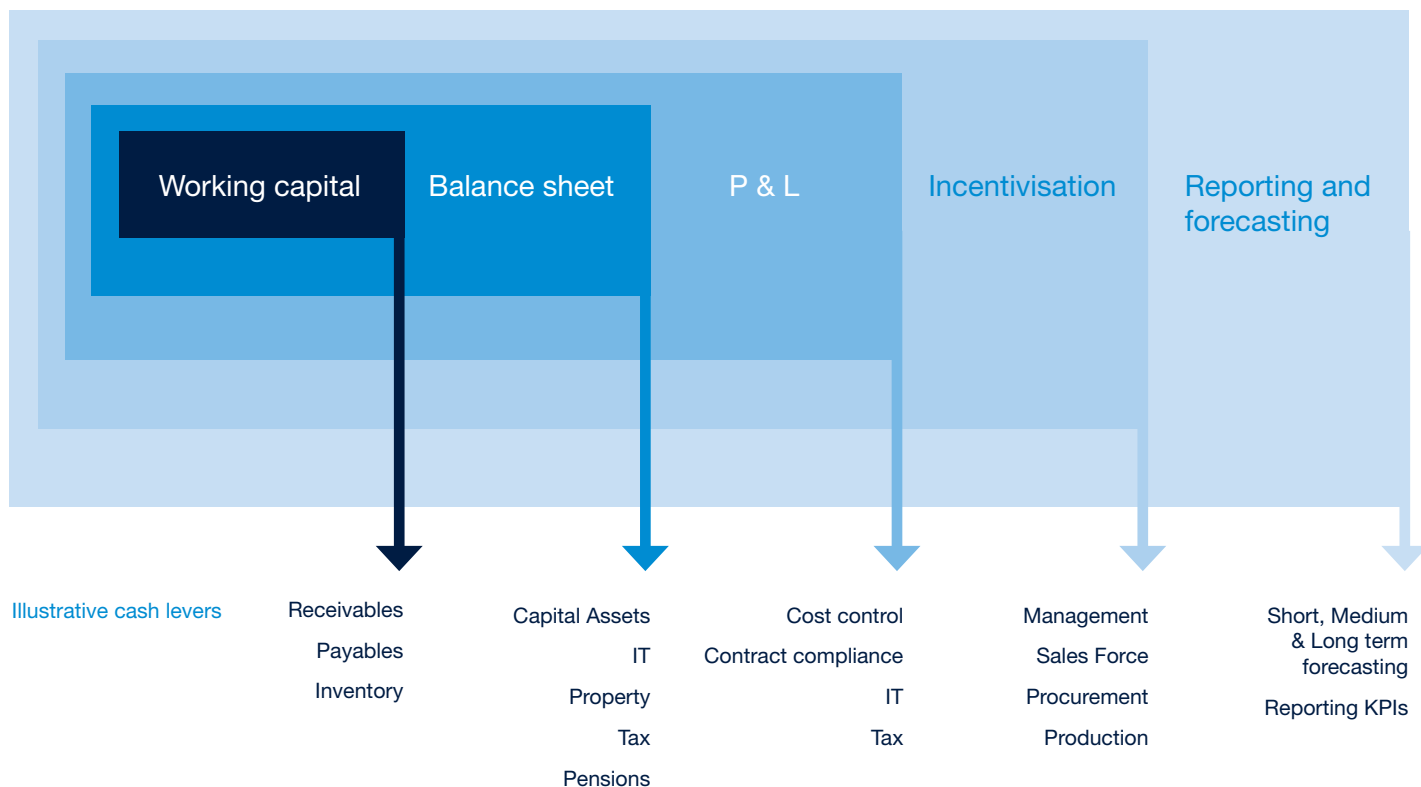 Working capital
Balance sheet
P & L
Incentivisation
Reporting and
forecasting
Illustrative cash levers
Receivables
Payables
Inventory
Capital Assets
IT
Property
Tax
Pensions
Cost control
Contract compliance
IT
Tax
Management
Sales Force
Procurement
Production
Short, Medium
& Long term
forecasting
Reporting KPIs